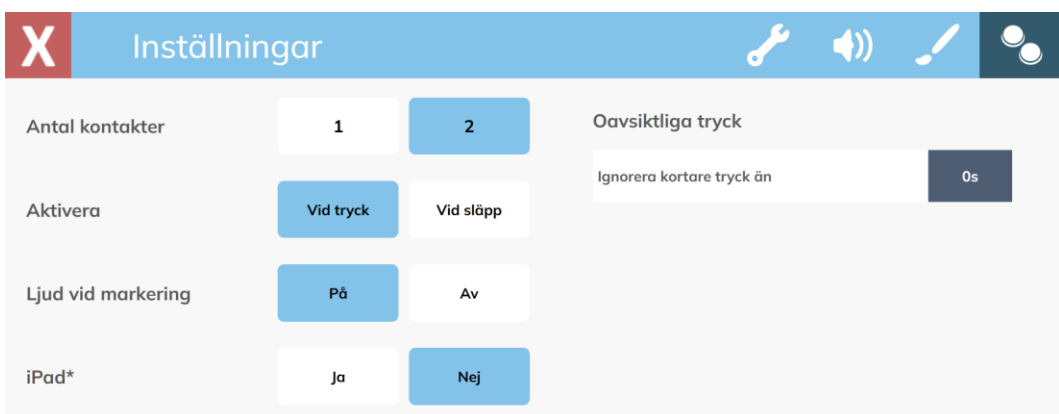 X Inställningar
Antal kontakter 1 2
Aktivera Vid tryck Vid släpp
Ljud vid markering På Av
iPad* Ja Nej
Oavsiktliga tryck
Ignorera kortare tryck än 0s